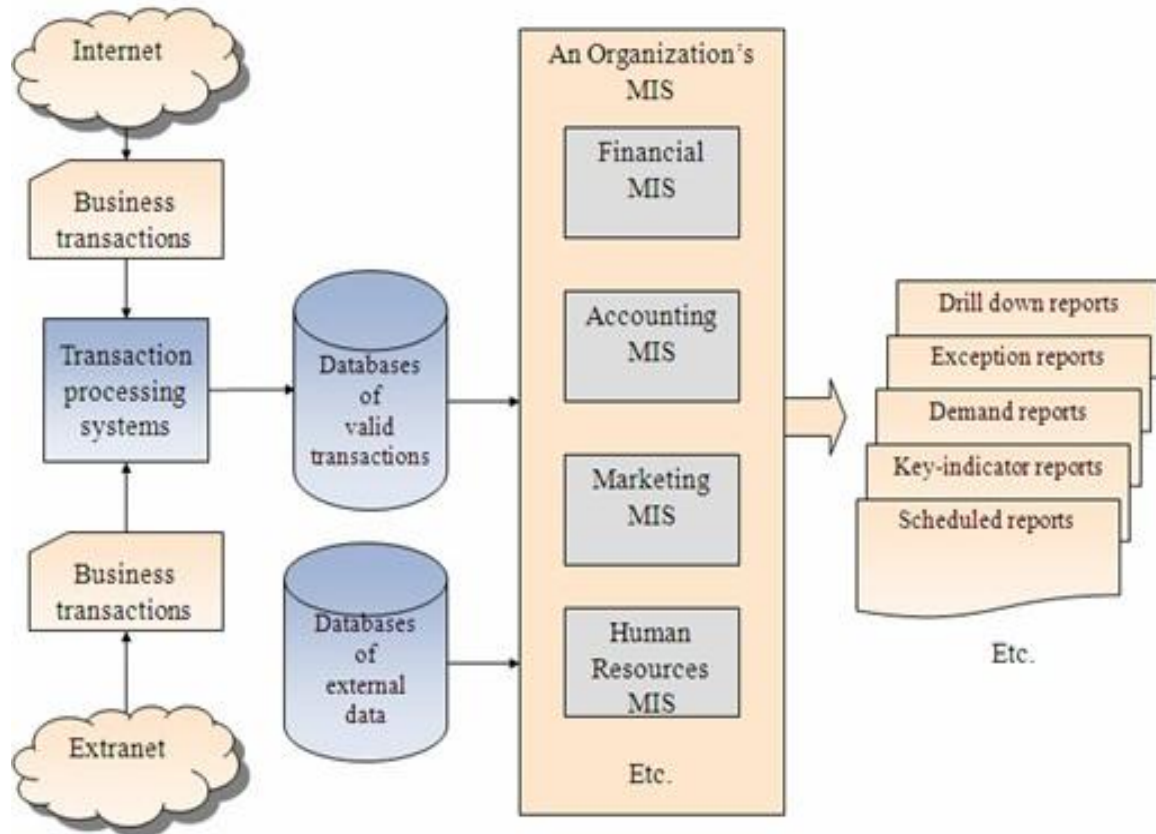 Internet
Business
transactions
Transaction
processing
systems
Business
transactions
Extranet
Databases
of
valid
transactions
Databases
of
external
data
An Organization's
MIS
Financial
MIS
Accounting
MIS
Marketing
MIS
Human
Resources
MIS
Etc.
Drill down reports
Exception reports
Demand reports
Key-indicator reports
Scheduled reports
Etc.